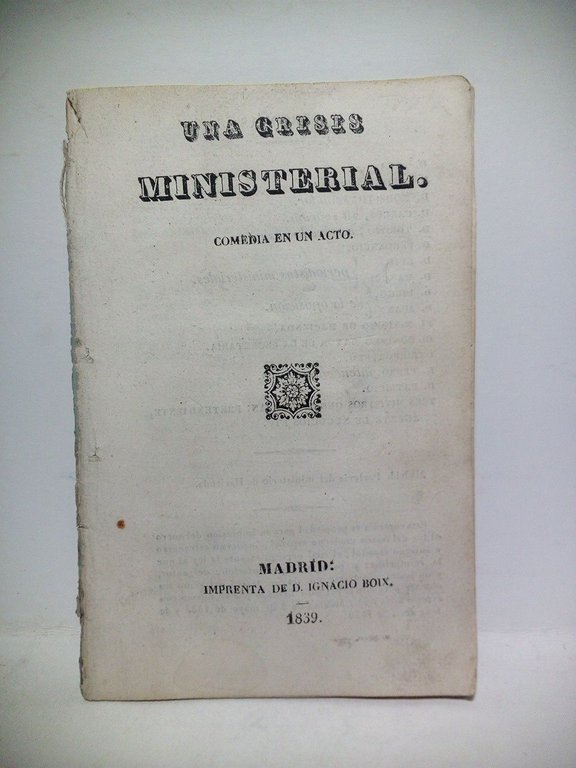 UNA CRISIS
MINISTERIAL.
COMEDIA EN UN ACTO.
MADRID:
IMPRENTA DE D. IGNACIO BOIX.
1839.